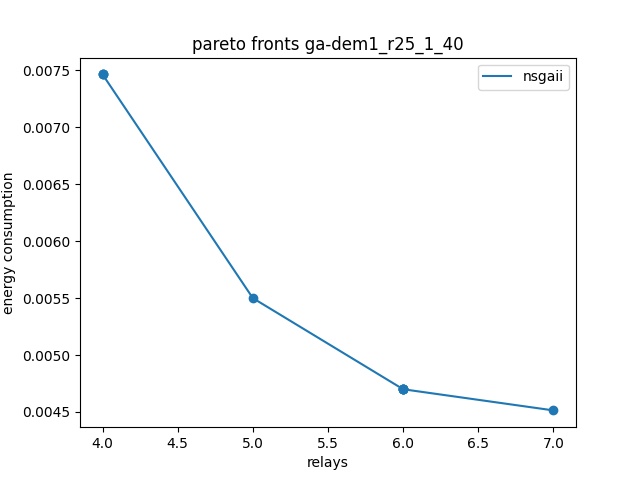 pareto fronts ga-dem1_r25_1_40
nsgaii
0.0075
0.0070
0.0065
0.0060
0.0055
0.0050
0.0045
energy consumption
4.0 4.5 5.0 5.5 6.0 6.5 7.0
relays